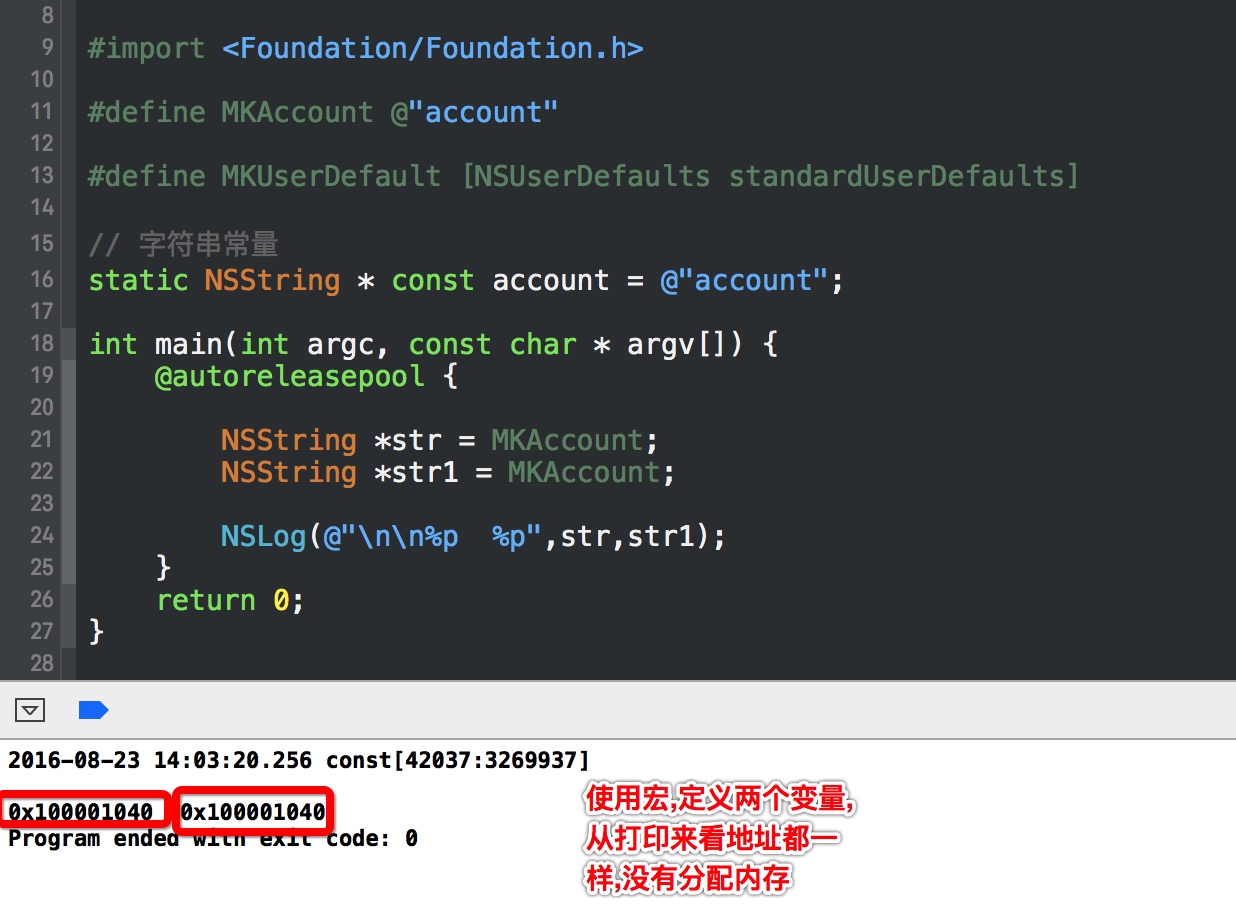 8
9 #import <Foundation/Foundation.h>
10
11 #define MKAccount @"account"
12
13 #define MKUserDefault [NSUserDefaults standardUserDefaults]
14
15 // 字符串常量
16 static NSString * const account = @"account";
17
18 int main(int argc, const char * argv[]) {
19     @autoreleasepool {
20
21         NSString *str = MKAccount;
22         NSString *str1 = MKAccount;
23
24         NSLog(@"\n\n%p  %p",str,str1);
25     }
26     return 0;
27 }
28
2016-08-23 14:03:20.256 const[42037:3269937]
0x100001040  0x100001040
Program ended with exit code: 0
使用宏,定义两个变量,
从打印来看地址都一
样,没有分配内存